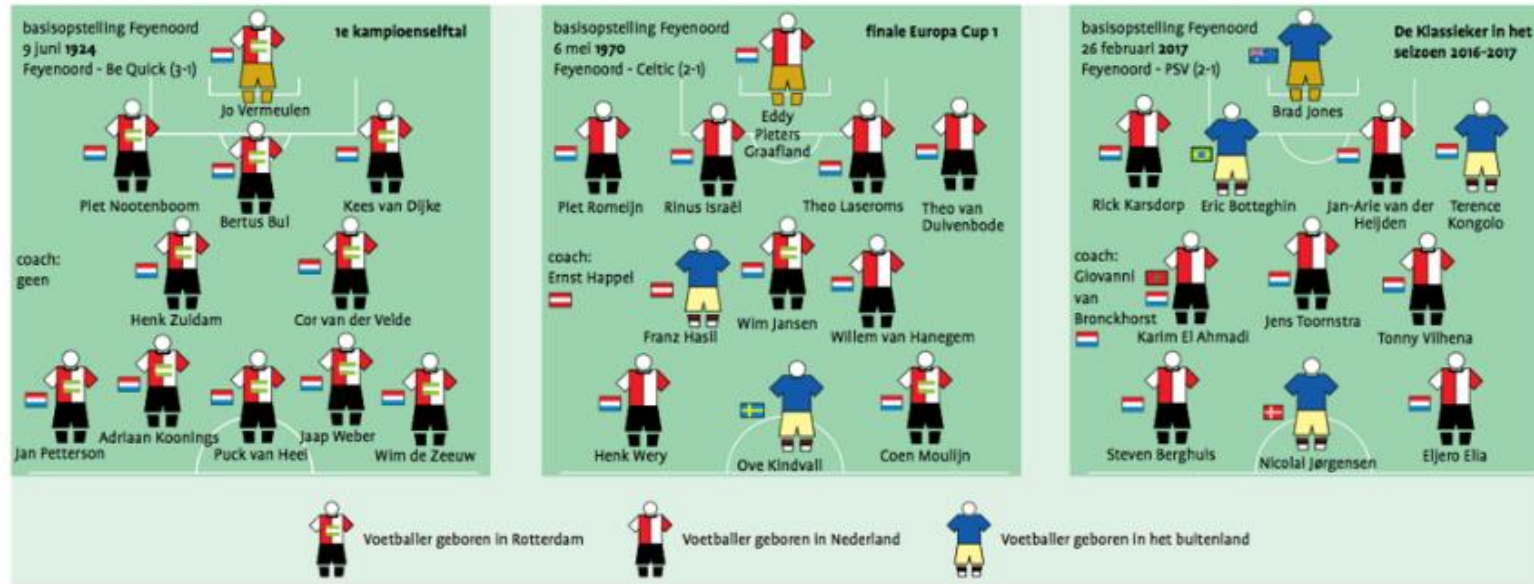 basisopstelling Feyenoord
9 juni 1924
Feyenoord - Be Quick (3-1)
1e kampioenselftal
Jo Vermeulen
Piet Nootenboom
Bertus Bul
Kees van Dijke
coach:
geen
Henk Zuidam
Cor van der Velde
Jan Petterson
Adriaan Koonings
Puck van Heel
Jaap Weber
Wim de Zeeuw
basisopstelling Feyenoord
6 mei 1970
Feyenoord - Celtic (2-1)
finale Europa Cup 1
Eddy
Pieters
Graafland
Piet Romeijn
Rinus Israël
Theo Laseroms
Theo van
Duivenbode
coach:
Ernst Happel
Franz Hasil
Wim Jansen
Willem van Hanegem
Henk Wery
Ove Kindvall
Coen Moulijn
basisopstelling Feyenoord
26 februari 2017
Feyenoord - PSV (2-1)
De Klassieker in het
seizoen 2016-2017
Brad Jones
Rick Karsdorp
Eric Botteghin
Jan-Arie van der
Heijden
Terence
Kongolo
coach:
Giovanni
van
Bronckhorst
Karim El Ahmadi
Jens Toornstra
Tonny Vilhena
Steven Berghuis
Nicolai Jørgensen
Eljero Elia
Voetballer geboren in Rotterdam
Voetballer geboren in Nederland
Voetballer geboren in het buitenland